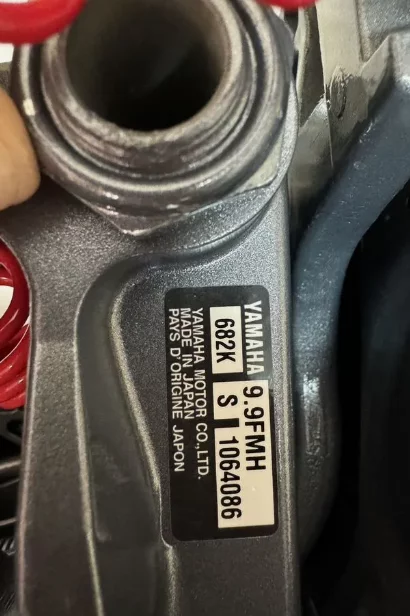 YAMAHA 9.9FMH
682K S 1064086
YAMAHA MOTOR CO.,LTD.
MADE IN JAPAN
PAYS D'ORIGINE JAPON